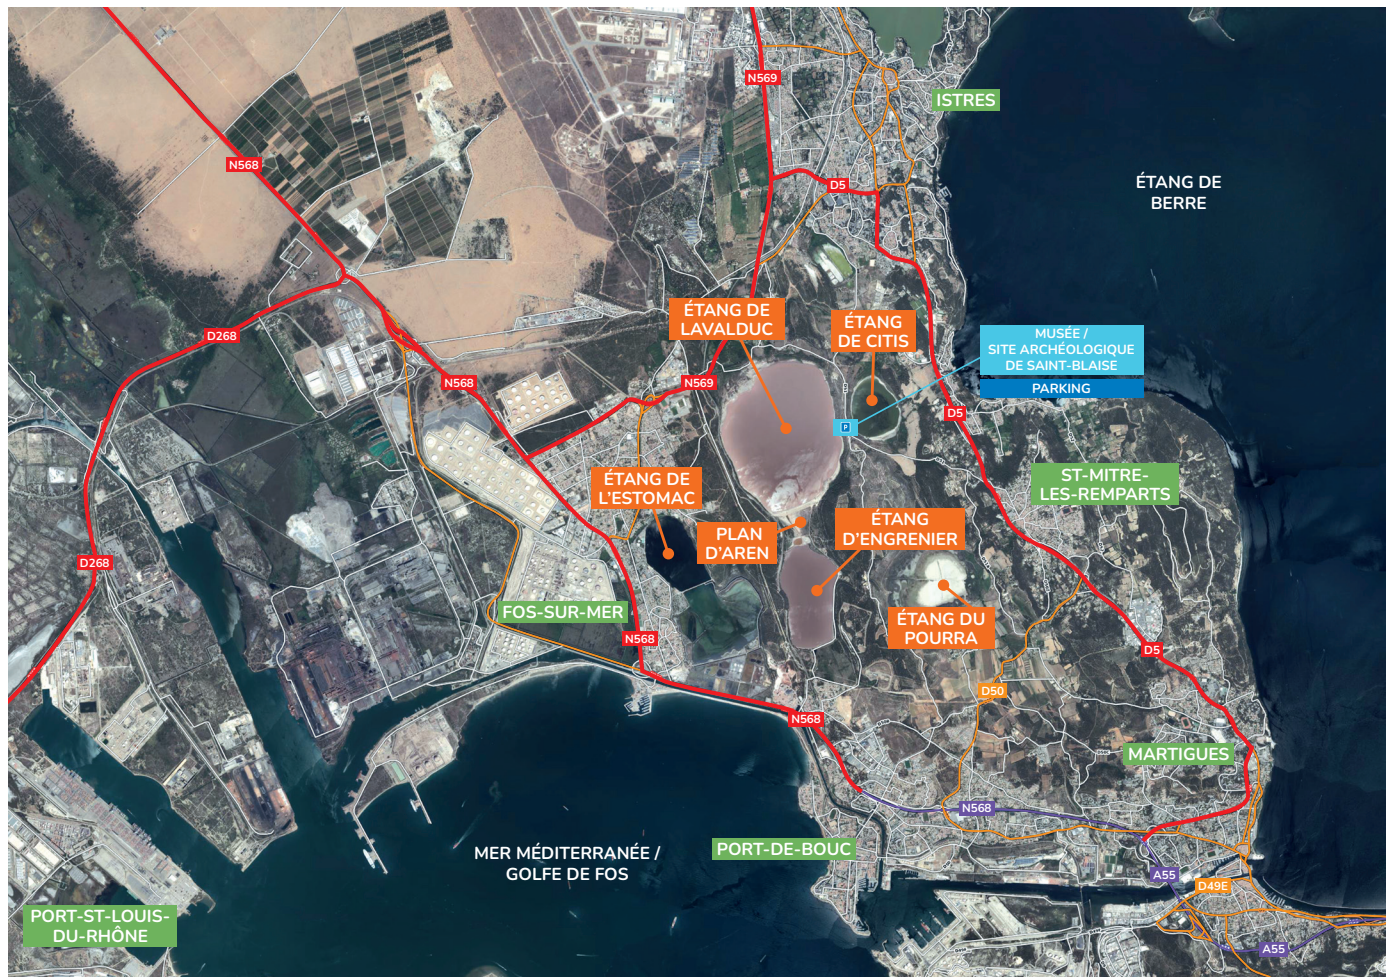 N569
ISTRES
N568
D5
ÉTANG DE
BERRE
ÉTANG DE
LAVALDUC
ÉTANG
DE CITIS
MUSÉE /
SITE ARCHÉOLOGIQUE
DE SAINT-BLAISE
PARKING
D268
N568
N569
D5
P
ST-MITRE-
LES-REMPARTS
ÉTANG DE
L'ESTOMAC
PLAN
D'AREN
ÉTANG
D'ENGRENIER
D268
FOS-SUR-MER
ÉTANG DU
POURRA
N568
D5
D50
N568
MARTIGUES
N568
MER MÉDITERRANÉE /
GOLFE DE FOS
PORT-DE-BOUC
A55
D49E
PORT-ST-LOUIS-
DU-RHÔNE
A55